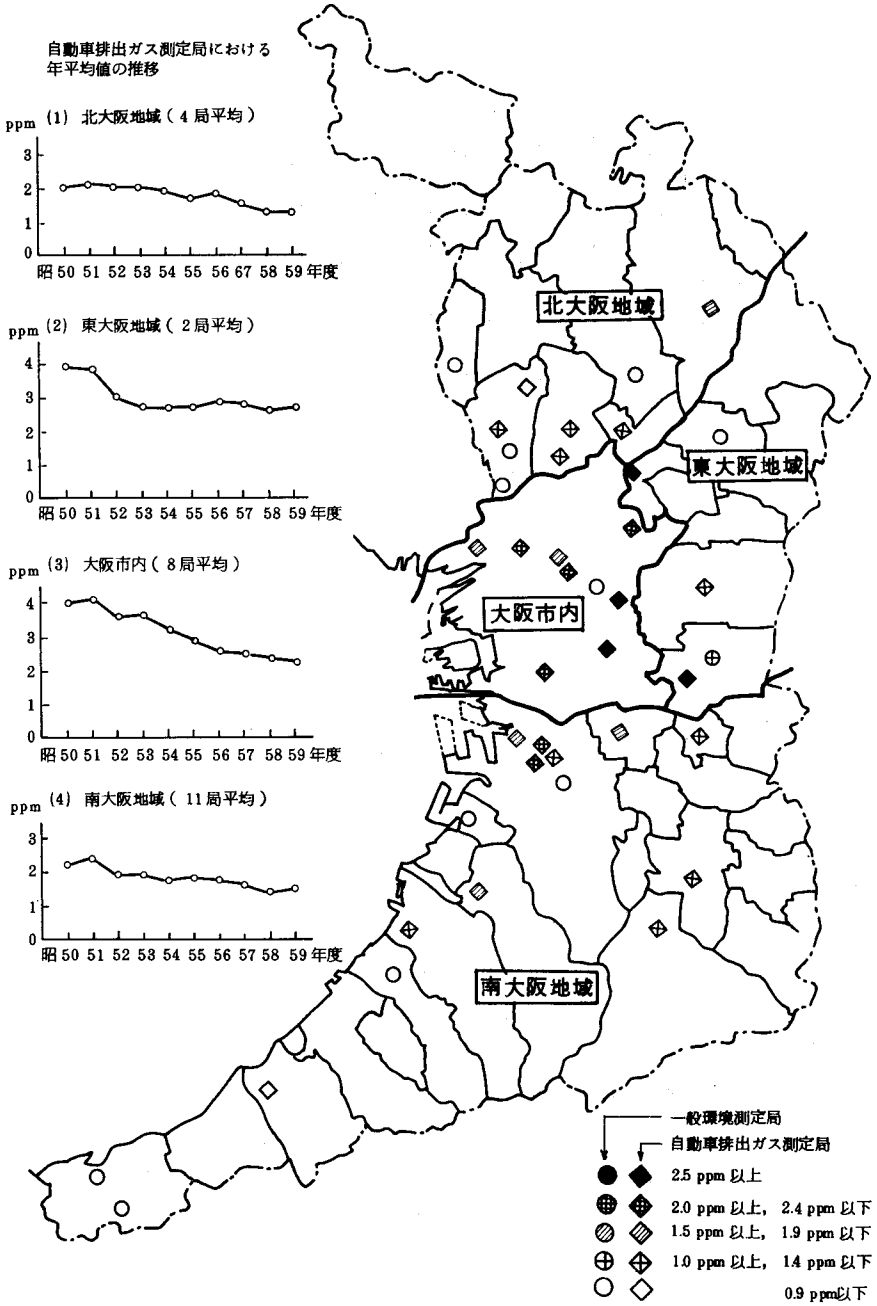 自動車排出ガス測定局における
年平均値の推移
ppm (1) 北大阪地域（4局平均）
3
2
1
0
昭 50 51 52 53 54 55 56 67 58 59 年度
ppm (2) 東大阪地域（2局平均）
4
3
2
1
0
昭 50 51 52 53 54 55 56 57 58 59 年度
ppm (3) 大阪市内（8局平均）
4
3
2
1
0
昭 50 51 52 53 54 55 56 57 58 59 年度
ppm (4) 南大阪地域（11局平均）
3
2
1
0
昭 50 51 52 53 54 55 56 57 58 59 年度
北大阪地域
東大阪地域
大阪市内
南大阪地域
一般環境測定局
自動車排出ガス測定局
2.5 ppm 以上
2.0 ppm 以上， 2.4 ppm 以下
1.5 ppm 以上， 1.9 ppm 以下
1.0 ppm 以上， 1.4 ppm 以下
0.9 ppm以下